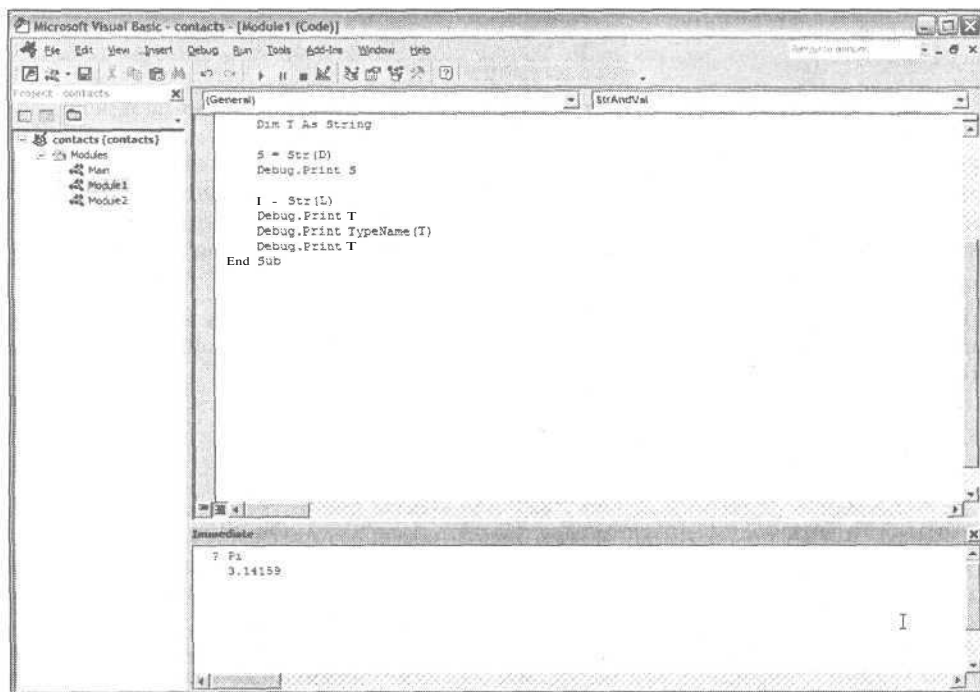 Microsoft Visual Basic - contacts - [Module1 (Code)]
File Edit View Insert Debug Run Tools Add-Ins Window Help
Project - contacts
(General)
StrAndVal
contacts (contacts)
Modules
Main
Module1
Module2
Dim T As String
S = Str(D)
Debug.Print S
I - Str(L)
Debug.Print T
Debug.Print TypeName(T)
Debug.Print T
End Sub
Immediate
? Pi
3.14159